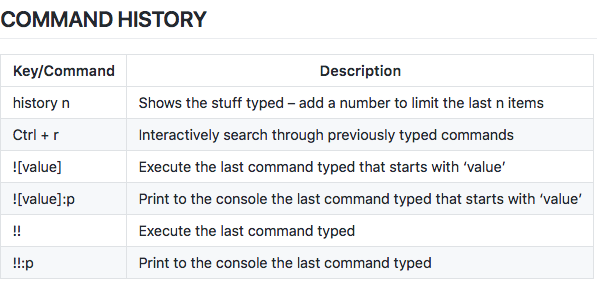 COMMAND HISTORY
Key/Command Description
history n Shows the stuff typed – add a number to limit the last n items
Ctrl + r Interactively search through previously typed commands
![value] Execute the last command typed that starts with ‘value’
![value]:p Print to the console the last command typed that starts with ‘value’
!! Execute the last command typed
!!:p Print to the console the last command typed